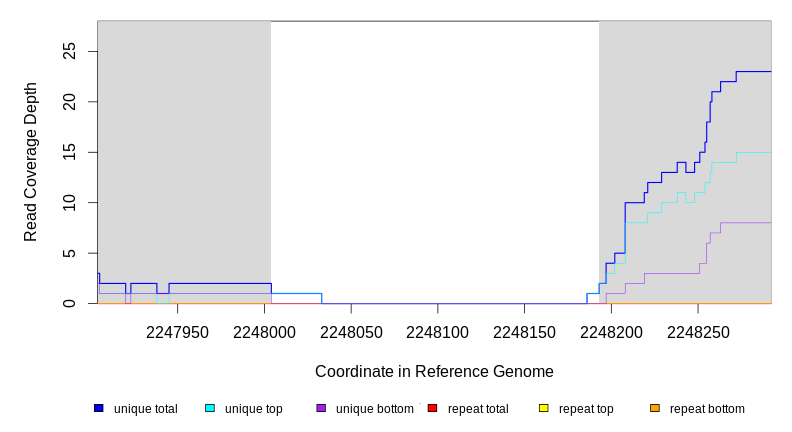 Read Coverage Depth
25
20
15
10
5
0
2247950 2248000 2248050 2248100 2248150 2248200 2248250
Coordinate in Reference Genome
unique total unique top unique bottom repeat total repeat top repeat bottom